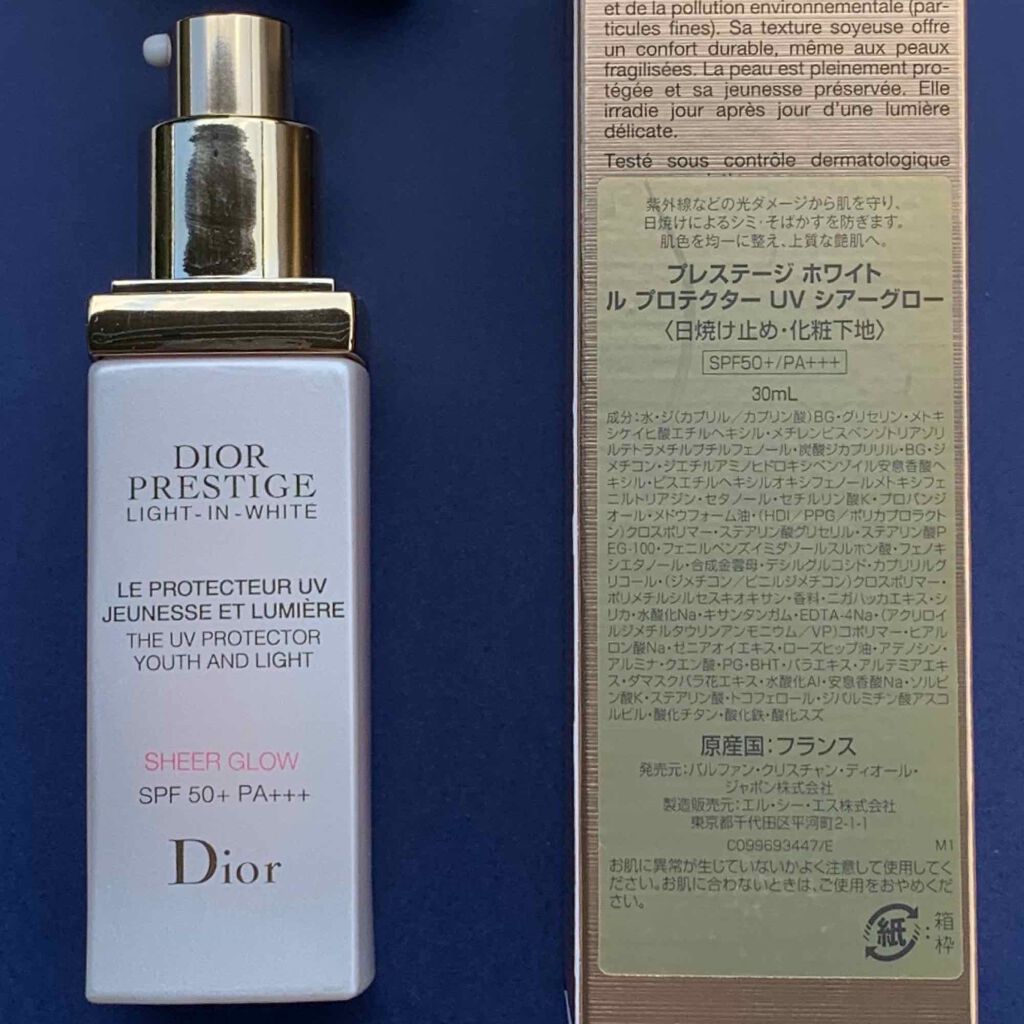 DIOR
PRESTIGE
LIGHT-IN-WHITE
LE PROTECTEUR UV
JEUNESSE ET LUMIÈRE
THE UV PROTECTOR
YOUTH AND LIGHT
SHEER GLOW
SPF 50+ PA+++
Dior
et de la pollution environnementale (par-
ticules fines). Sa texture soyeuse offre
un confort durable, même aux peaux
fragilisées. La peau est pleinement pro-
tégée et sa jeunesse préservée. Elle
irradie jour après jour d'une lumière
délicate.
Testé sous contrôle dermatologique
紫外線などの光ダメージから肌を守り、
日焼けによるシミ・そばかすを防ぎます。
肌色を均一に整え、上質な艶肌へ。
プレステージ ホワイト
ル プロテクター UV シアーグロー
〈日焼け止め・化粧下地〉
SPF50+/PA+++
30mL
成分:水・ジ(カプリル/カプリン酸)BG・グリセリン・メトキ
シケイヒ酸エチルヘキシル・メチレンビスベンゾトリアゾリ
ルテトラメチルブチルフェノール・炭酸ジカプリリル・BG・ジ
メチコン・ジエチルアミノヒドロキシベンゾイル安息香酸ヘ
キシル・ビスエチルヘキシルオキシフェノールメトキシフェ
ニルトリアジン・セタノール・セチルリン酸K・プロパンジ
オール・メドウフォーム油・(HDI/PPG/ポリカプロラクト
ン)クロスポリマー・ステアリン酸グリセリル・ステアリン酸P
EG-100・フェニルベンズイミダゾールスルホン酸・フェノキ
シエタノール・合成金雲母・デシルグルコシド・カプリリルグ
リコール・(ジメチコン/ビニルジメチコン)クロスポリマー・
ポリメチルシルセスキオキサン・香料・ニガハッカエキス・シ
リカ・水酸化Na・キサンタンガム・EDTA-4Na・(アクリロイ
ルジメチルタウリンアンモニウム/VP)コポリマー・ヒアル
ロン酸Na・ゼニアオイエキス・ローズヒップ油・アデノシン・
アルミナ・クエン酸・PG・BHT・バラエキス・アルテミアエキ
ス・ダマスクバラ花エキス・水酸化Al・安息香酸Na・ソルビ
ン酸K・ステアリン酸・トコフェロール・ジパルミチン酸アスコ
ルビル・酸化チタン・酸化鉄・酸化スズ
原産国:フランス
発売元:パルファン・クリスチャン・ディオール・
ジャポン株式会社
製造販売元:エル・シー・エス株式会社
東京都千代田区平河町2-1-1
C099693447/E M1
お肌に異常が生じていないかよく注意して使用してく
ださい。お肌に合わないときは、ご使用をおやめくださ
い。
紙:箱
枠